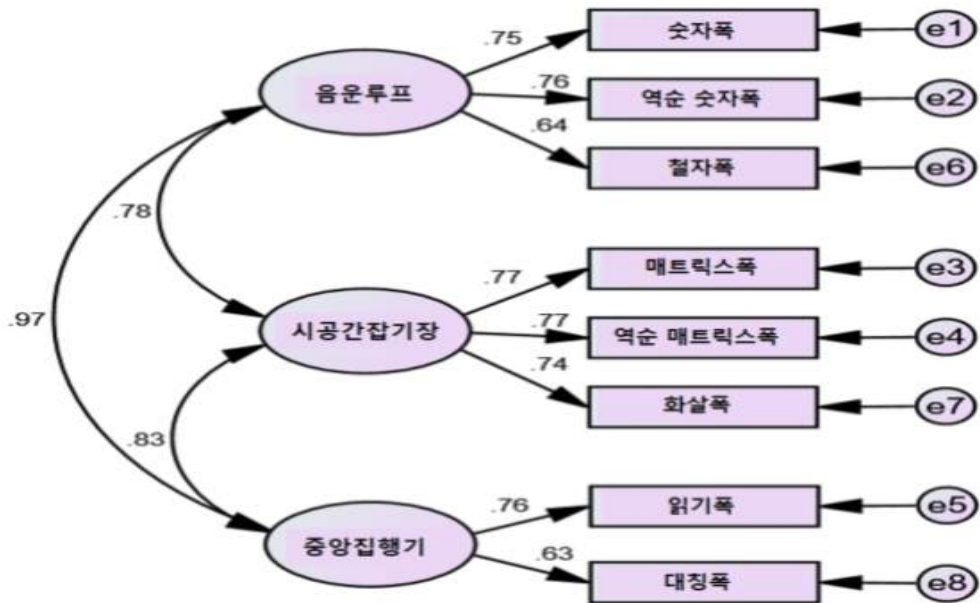 .75
숫자폭
e1
음운루프
.76
역순 숫자폭
e2
.64
철자폭
e6
.78
.77
매트릭스폭
e3
.97
시공간잡기장
.77
역순 매트릭스폭
e4
.74
화살폭
e7
.83
.76
읽기폭
e5
중앙집행기
.63
대칭폭
e8